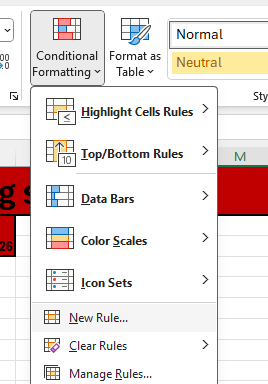 Conditional
Formatting
Format as
Table
Normal
Neutral
Highlight Cells Rules
Top/Bottom Rules
10
Data Bars
M
Color Scales
26
Icon Sets
New Rule...
Clear Rules
Manage Rules...